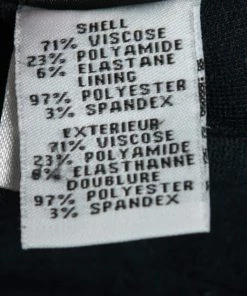 SHELL
71% VISCOSE
23% POLYAMIDE
6% ELASTANE
LINING
97% POLYESTER
3% SPANDEX
EXTERIEUR
71% VISCOSE
23% POLYAMIDE
6% ELASTHANNE
DOUBLURE
97% POLYESTER
3% SPANDEX